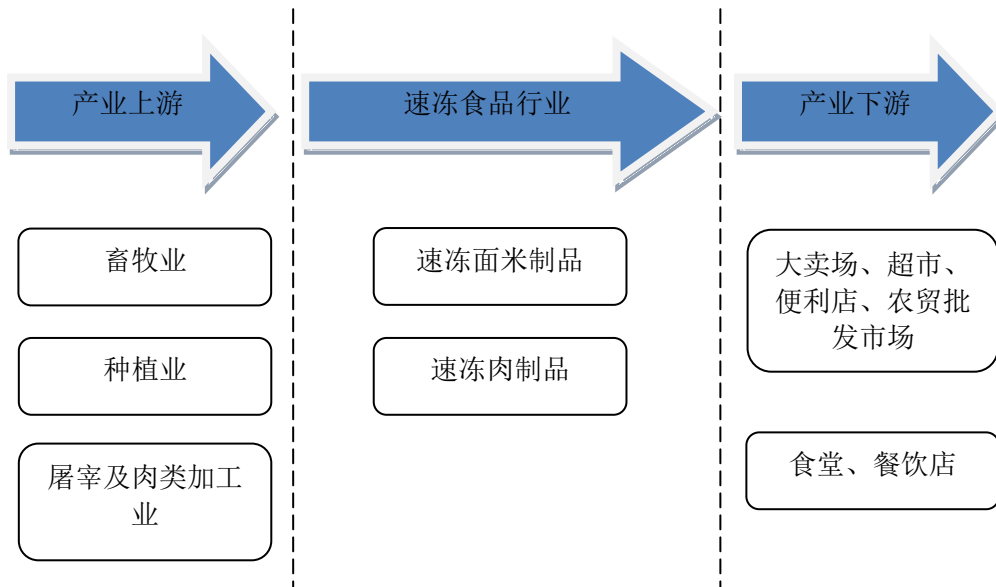 产业上游
速冻食品行业
产业下游
畜牧业
种植业
屠宰及肉类加工
业
速冻面米制品
速冻肉制品
大卖场、超市、
便利店、农贸批
发市场
食堂、餐饮店